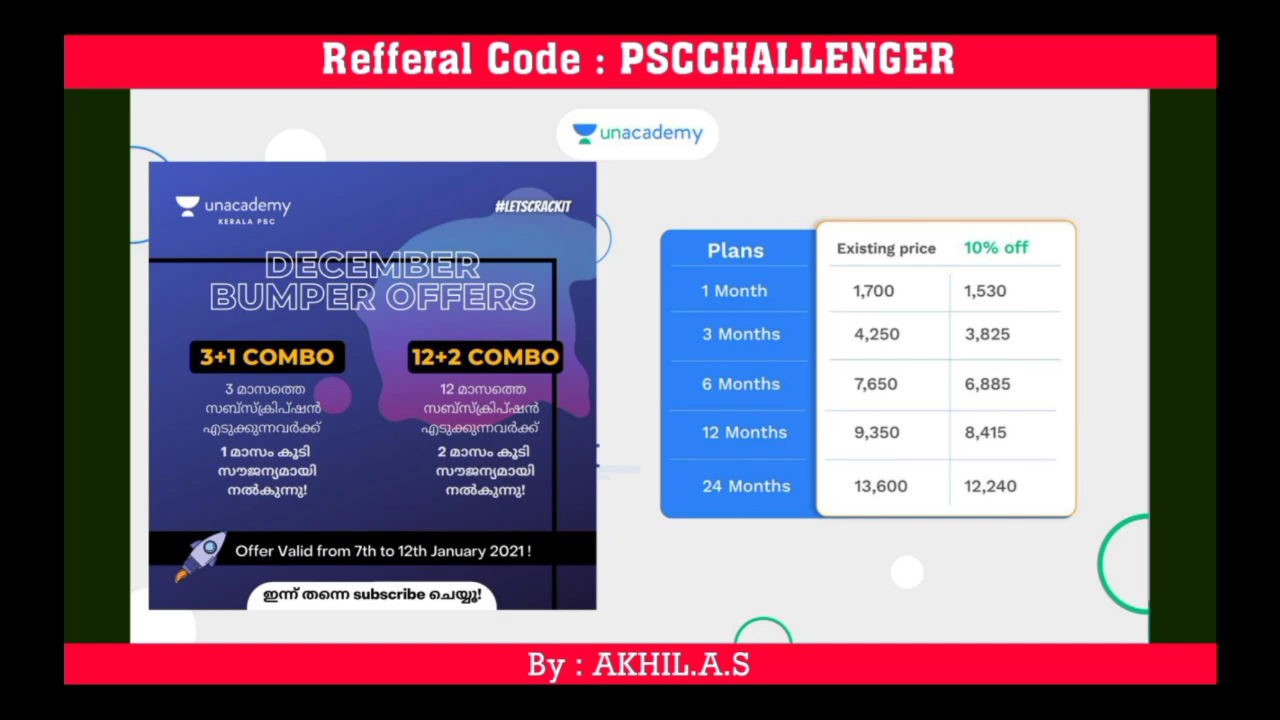 Refferal Code : PSCCHALLENGER
unacademy
unacademy
KERALA PSC
#LETSCRACKIT
DECEMBER
BUMPER OFFERS
3+1 COMBO
3 മാസത്തെ
സബ്സ്ക്രിപ്ഷൻ
എടുക്കുന്നവർക്ക്
1 മാസം കൂടി
സൗജന്യമായി
നൽകുന്നു!
12+2 COMBO
12 മാസത്തെ
സബ്സ്ക്രിപ്ഷൻ
എടുക്കുന്നവർക്ക്
2 മാസം കൂടി
സൗജന്യമായി
നൽകുന്നു!
Offer Valid from 7th to 12th January 2021 !
ഇന്ന് തന്നെ subscribe ചെയ്യൂ!
Plans Existing price 10% off
1 Month 1,700 1,530
3 Months 4,250 3,825
6 Months 7,650 6,885
12 Months 9,350 8,415
24 Months 13,600 12,240
By : AKHIL.A.S